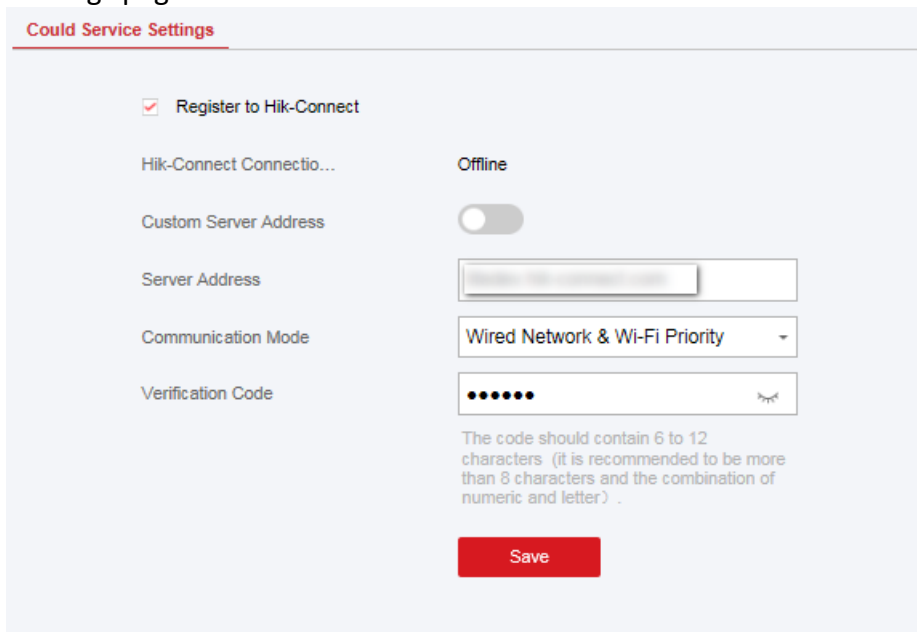 Could Service Settings
Register to Hik-Connect
Hik-Connect Connectio... Offline
Custom Server Address
Server Address
Communication Mode Wired Network & Wi-Fi Priority
Verification Code ●●●●●●
The code should contain 6 to 12
characters (it is recommended to be more
than 8 characters and the combination of
numeric and letter）.
Save